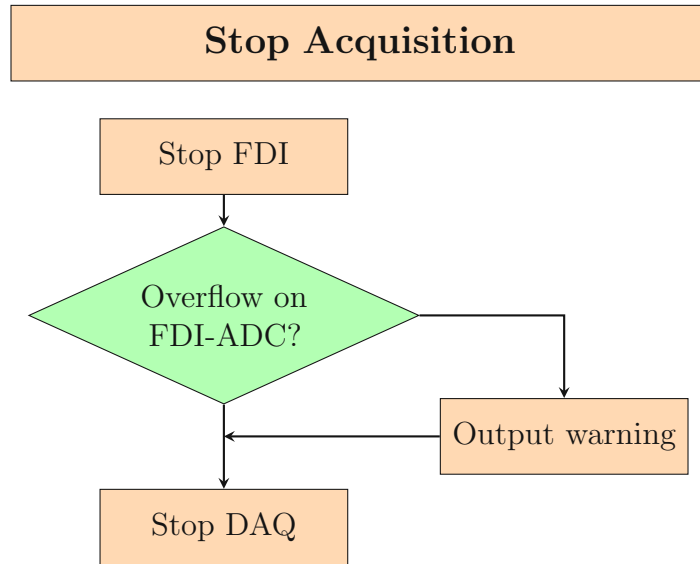 Stop Acquisition
Stop FDI
Overflow on
FDI-ADC?
Output warning
Stop DAQ